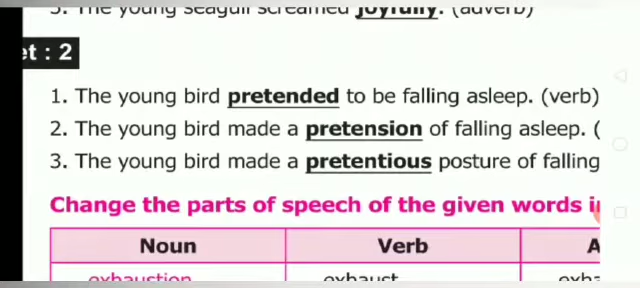 3. The young seagull screamed joyfully. (adverb)
et : 2
1. The young bird pretended to be falling asleep. (verb)
2. The young bird made a pretension of falling asleep. (
3. The young bird made a pretentious posture of falling
Change the parts of speech of the given words i
Noun Verb A
exhaustion exhaust exha